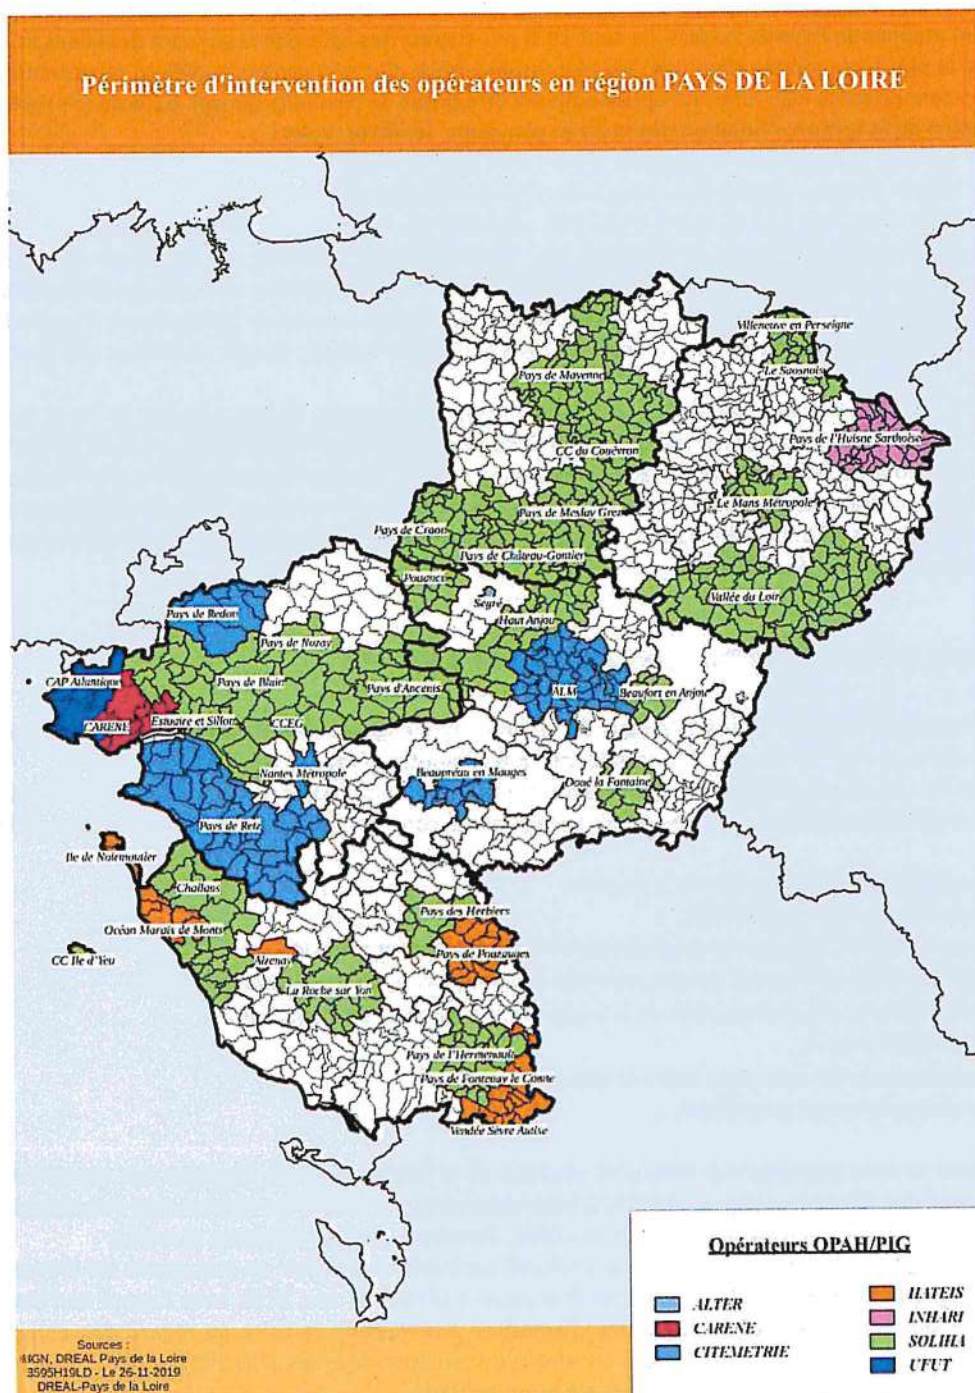 Périmètre d'intervention des opérateurs en région PAYS DE LA LOIRE
Villeneuve en Perseigne
Le Saosnois
Pays de Mayenne
Pays de l'Huisne Sarthoise
CC du Couëvron
Le Mans Métropole
Pays de Meslay Grez
Pays de Craon
Pays de Château-Gontier
Pouancé
Segré
Vallée du Loir
Haut Anjou
Pays de Redon
Pays de Nozay
CAP Atlantique
Pays de Blain
Pays d'Ancenis
ALM
Beaufort en Anjou
CARENE
Estuaire et Sillon
CCEG
Nantes Métropole
Beaupréau en Mauges
Doué la Fontaine
Pays de Retz
Ile de Noirmoutier
Challans
Pays des Herbiers
Océan Marais de Monts
Aizenay
Pays de Pouzauges
CC Ile d'Yeu
La Roche sur Yon
Pays de l'Hermenault
Pays de Fontenay le Comte
Vendée Sèvre Autise
Opérateurs OPAH/PIG
ALTER
CARENE
CITEMETRIE
HATEIS
INHARI
SOLIHA
UFUT
Sources :
©IGN, DREAL Pays de la Loire
3595H19LD - Le 26-11-2019
DREAL-Pays de la Loire